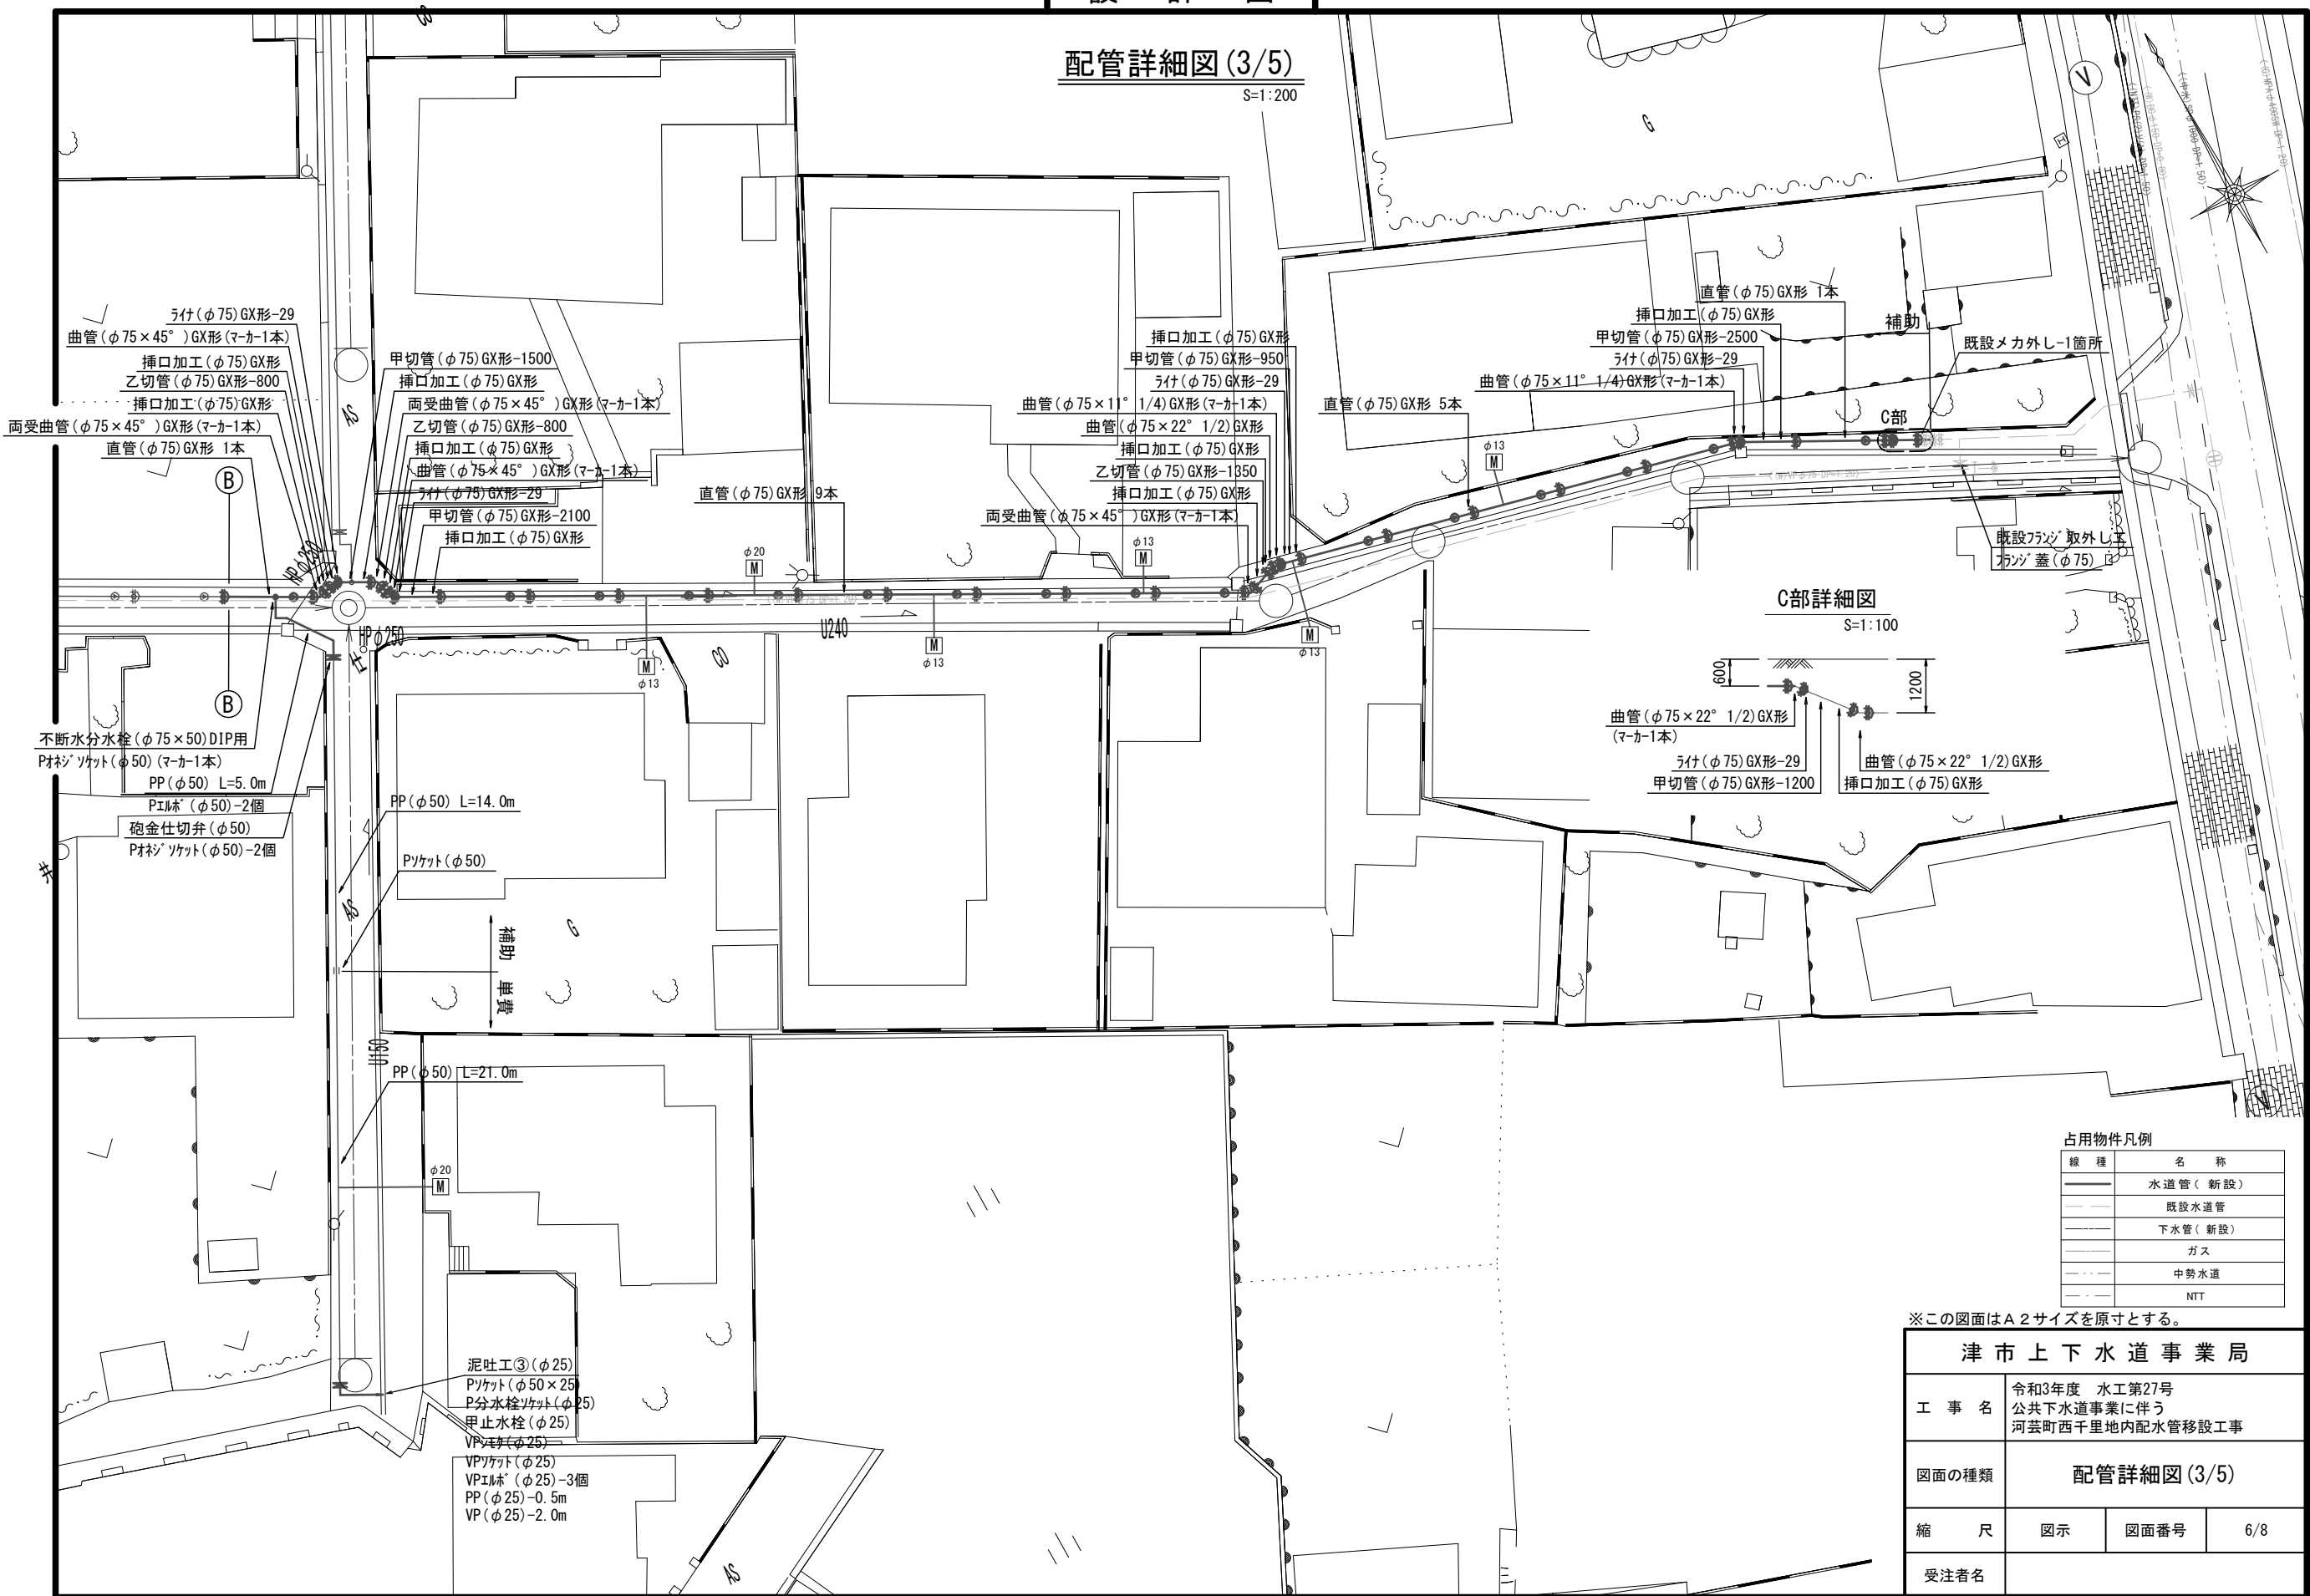 設 計 図
配管詳細図(3/5)
S=1:200
ﾗｲﾅ(φ75)GX形-29
曲管(φ75×45°)GX形(ﾏｰｶｰ1本)
挿口加工(φ75)GX形
乙切管(φ75)GX形-800
挿口加工(φ75)GX形
両受曲管(φ75×45°)GX形(ﾏｰｶｰ1本)
直管(φ75)GX形 1本
B
B
HPφ250
HPφ250
AS
甲切管(φ75)GX形-1500
挿口加工(φ75)GX形
両受曲管(φ75×45°)GX形(ﾏｰｶｰ1本)
乙切管(φ75)GX形-800
挿口加工(φ75)GX形
曲管(φ75×45°)GX形(ﾏｰｶｰ1本)
ﾗｲﾅ(φ75)GX形-29
甲切管(φ75)GX形-2100
挿口加工(φ75)GX形
直管(φ75)GX形 9本
φ20
M
M
φ13
M
φ13
φ13
M
U240
挿口加工(φ75)GX形
甲切管(φ75)GX形-950
ﾗｲﾅ(φ75)GX形-29
曲管(φ75×11° 1/4)GX形(ﾏｰｶｰ1本)
曲管(φ75×22° 1/2)GX形
挿口加工(φ75)GX形
乙切管(φ75)GX形-1350
挿口加工(φ75)GX形
両受曲管(φ75×45°)GX形(ﾏｰｶｰ1本)
M
φ13
直管(φ75)GX形 5本
φ13
M
直管(φ75)GX形 1本
挿口加工(φ75)GX形
甲切管(φ75)GX形-2500
ﾗｲﾅ(φ75)GX形-29
曲管(φ75×11° 1/4)GX形(ﾏｰｶｰ1本)
補助
既設メカ外し-1箇所
C部
既設ﾌﾗﾝｼﾞ取外し工
ﾌﾗﾝｼﾞ蓋(φ75)
G
V
V
C部詳細図
S=1:100
600
1200
曲管(φ75×22° 1/2)GX形
(ﾏｰｶｰ1本)
ﾗｲﾅ(φ75)GX形-29
甲切管(φ75)GX形-1200
曲管(φ75×22° 1/2)GX形
挿口加工(φ75)GX形
不断水分水栓(φ75×50)DIP用
Pｵﾈｼﾞｿｹｯﾄ(φ50)(ﾏｰｶｰ1本)
PP(φ50) L=5.0m
Pｴﾙﾎﾞ(φ50)-2個
砲金仕切弁(φ50)
Pｵﾈｼﾞｿｹｯﾄ(φ50)-2個
PP(φ50) L=14.0m
Pｿｹｯﾄ(φ50)
AS
G
補助
単費
U150
PP(φ50) L=21.0m
φ20
M
泥吐工③(φ25)
Pｿｹｯﾄ(φ50×25)
P分水栓ｿｹｯﾄ(φ25)
甲止水栓(φ25)
VPｼﾓｸ(φ25)
VPｿｹｯﾄ(φ25)
VPｴﾙﾎﾞ(φ25)-3個
PP(φ25)-0.5m
VP(φ25)-2.0m
AS
占用物件凡例
線 種 名 称
水道管( 新設)
既設水道管
下水管( 新設)
ガス
中勢水道
NTT
※この図面はA2サイズを原寸とする。
津市上下水道事業局
工 事 名
令和3年度 水工第27号
公共下水道事業に伴う
河芸町西千里地内配水管移設工事
図面の種類 配管詳細図(3/5)
縮 尺 図示 図面番号 6/8
受注者名